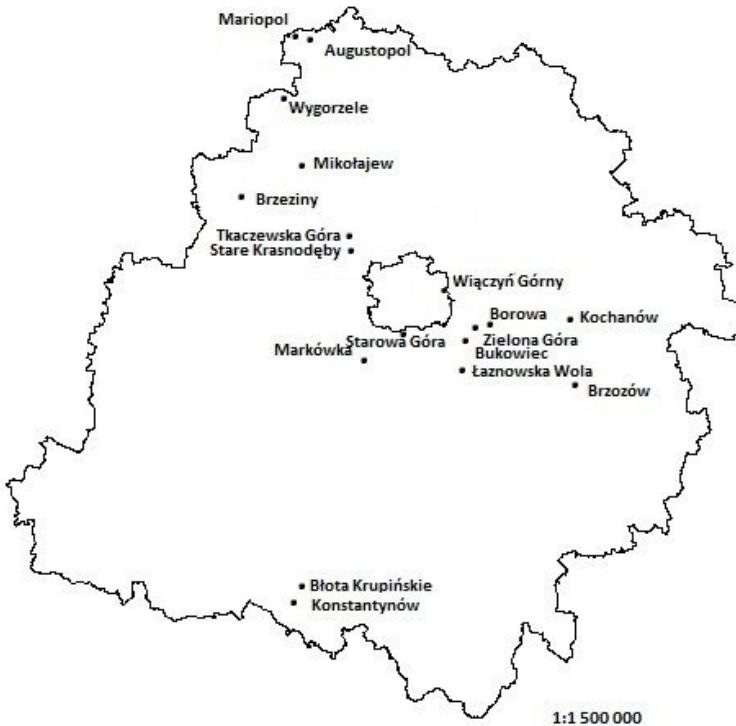 Mariopol
Augustopol
Wygorzele
Mikołajew
Brzeziny
Tkaczewska Góra
Stare Krasnodęby
Wiączyń Górny
Borowa
Kochanów
Starowa Góra
Zielona Góra
Markówka
Bukowiec
Łaznowska Wola
Brzozów
Błota Krupińskie
Konstantynów
1:1 500 000